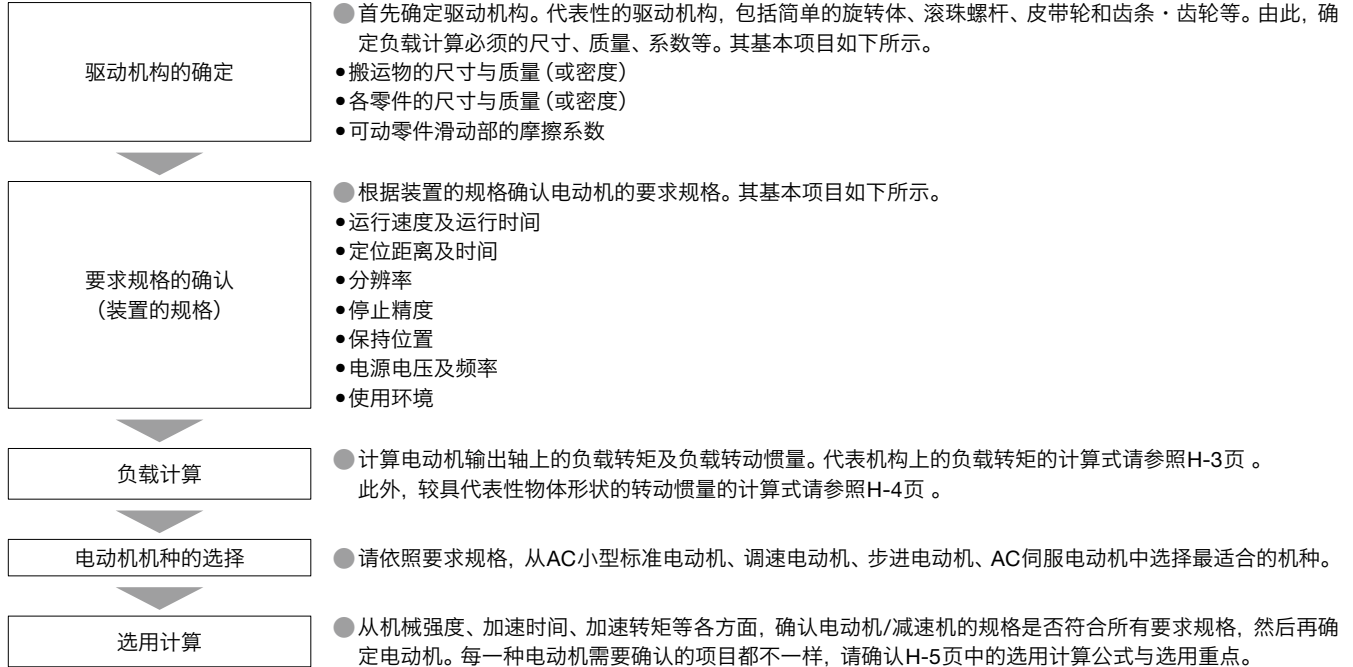 驱动机构的确定
●首先确定驱动机构。代表性的驱动机构，包括简单的旋转体、滚珠螺杆、皮带轮和齿条・齿轮等。由此，确
定负载计算必须的尺寸、质量、系数等。其基本项目如下所示。
•搬运物的尺寸与质量（或密度）
•各零件的尺寸与质量（或密度）
•可动零件滑动部的摩擦系数
要求规格的确认
（装置的规格）
●根据装置的规格确认电动机的要求规格。其基本项目如下所示。
•运行速度及运行时间
•定位距离及时间
•分辨率
•停止精度
•保持位置
•电源电压及频率
•使用环境
负载计算
●计算电动机输出轴上的负载转矩及负载转动惯量。代表机构上的负载转矩的计算式请参照H-3页 。
此外，较具代表性物体形状的转动惯量的计算式请参照H-4页 。
电动机机种的选择
●请依照要求规格，从AC小型标准电动机、调速电动机、步进电动机、AC伺服电动机中选择最适合的机种。
选用计算
●从机械强度、加速时间、加速转矩等各方面，确认电动机/减速机的规格是否符合所有要求规格，然后再确
定电动机。每一种电动机需要确认的项目都不一样，请确认H-5页中的选用计算公式与选用重点。